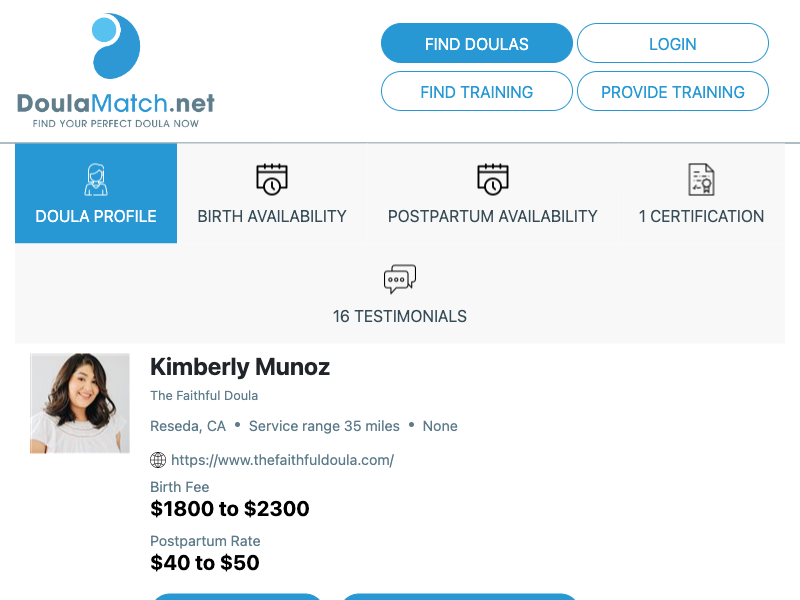 DoulaMatch.net
FIND YOUR PERFECT DOULA NOW
FIND DOULAS
LOGIN
FIND TRAINING
PROVIDE TRAINING
DOULA PROFILE
BIRTH AVAILABILITY
POSTPARTUM AVAILABILITY
1 CERTIFICATION
16 TESTIMONIALS
Kimberly Munoz
The Faithful Doula
Reseda, CA • Service range 35 miles • None
https://www.thefaithfuldoula.com/
Birth Fee
$1800 to $2300
Postpartum Rate
$40 to $50